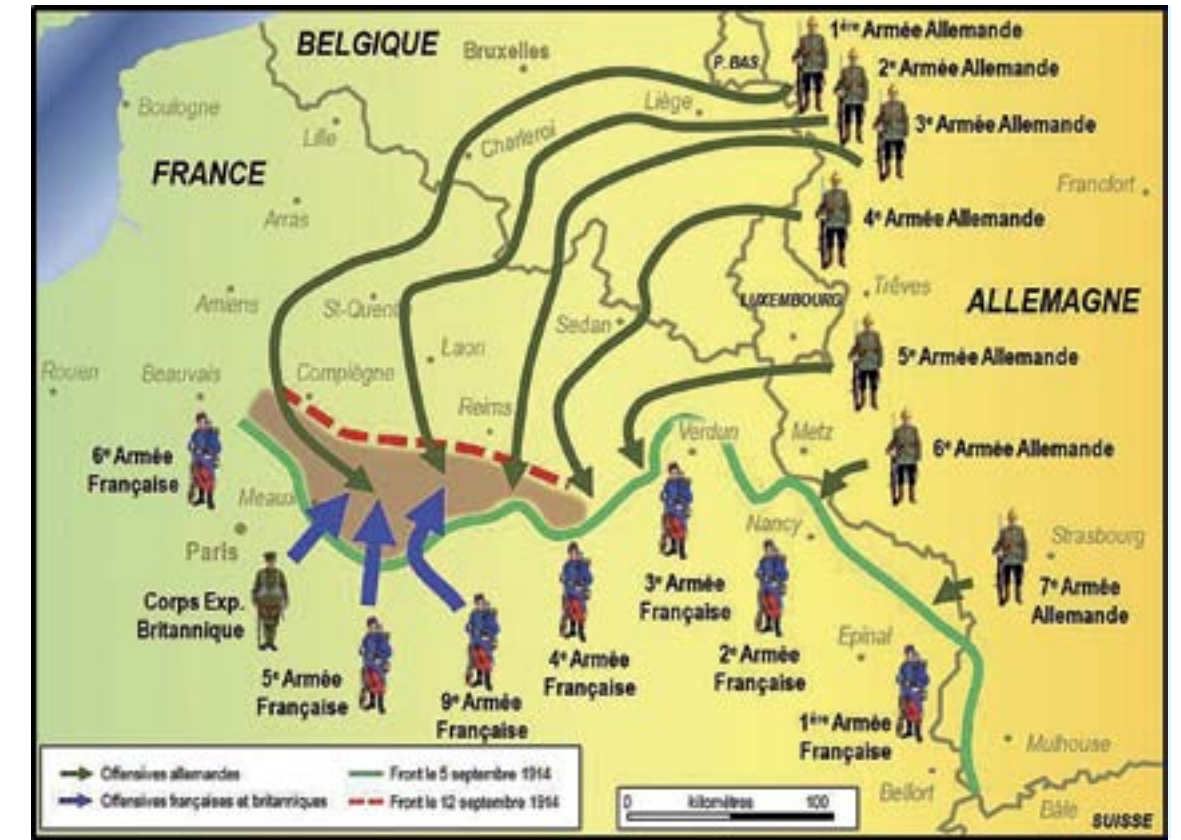 1ère Armée Allemande
BELGIQUE
Bruxelles
P. BAS
2e Armée Allemande
Boulogne
Liège
Lille
Charleroi
3e Armée Allemande
FRANCE
Francfort
Arras
4e Armée Allemande
Amiens
St-Quent
LUXEMBOURG
Trèves
ALLEMAGNE
Sedan
Laon
5e Armée Allemande
Rouen
Beauvais
Complègne
Reims
Verdun
Metz
6e Armée
Française
6e Armée Allemande
Meaux
Nancy
Paris
Strasbourg
Corps Exp.
Britannique
3e Armée
Française
7e Armée
Allemande
Epinal
5e Armée
Française
4e Armée
Française
2e Armée
Française
9e Armée
Française
1ère Armée
Française
Mulhouse
Belfort
Bâle
SUISSE
Offensives allemandes
Offensives françaises et britanniques
Front le 5 septembre 1914
Front le 12 septembre 1914
0 kilomètres 100